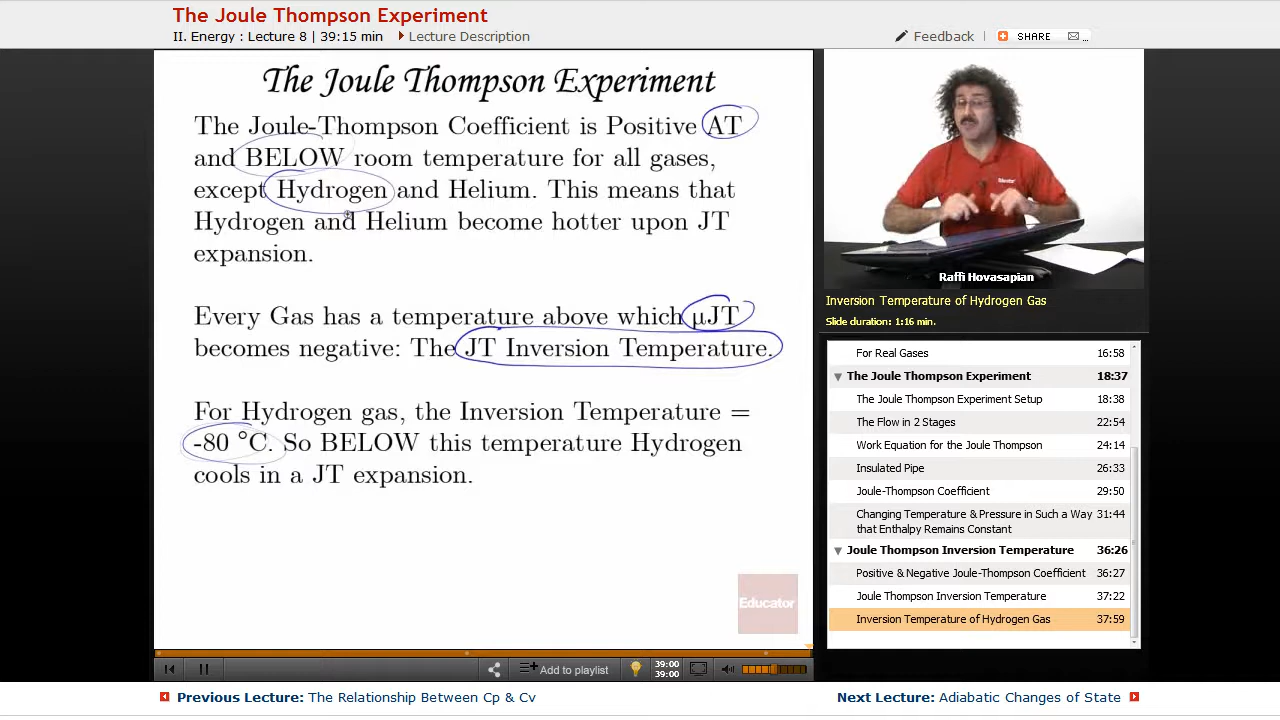 The Joule Thompson Experiment
II. Energy : Lecture 8 | 39:15 min
Lecture Description
Feedback
SHARE
The Joule Thompson Experiment
The Joule-Thompson Coefficient is Positive AT
and BELOW room temperature for all gases,
except Hydrogen and Helium. This means that
Hydrogen and Helium become hotter upon JT
expansion.
Every Gas has a temperature above which μJT
becomes negative: The JT Inversion Temperature.
For Hydrogen gas, the Inversion Temperature =
-80 °C. So BELOW this temperature Hydrogen
cools in a JT expansion.
Educator
Raffi Hovasapian
Inversion Temperature of Hydrogen Gas
Slide duration: 1:16 min.
For Real Gases 16:58
The Joule Thompson Experiment 18:37
The Joule Thompson Experiment Setup 18:38
The Flow in 2 Stages 22:54
Work Equation for the Joule Thompson 24:14
Insulated Pipe 26:33
Joule-Thompson Coefficient 29:50
Changing Temperature & Pressure in Such a Way 31:44
that Enthalpy Remains Constant
Joule Thompson Inversion Temperature 36:26
Positive & Negative Joule-Thompson Coefficient 36:27
Joule Thompson Inversion Temperature 37:22
Inversion Temperature of Hydrogen Gas 37:59
Add to playlist
39:00
39:00
Previous Lecture: The Relationship Between Cp & Cv
Next Lecture: Adiabatic Changes of State